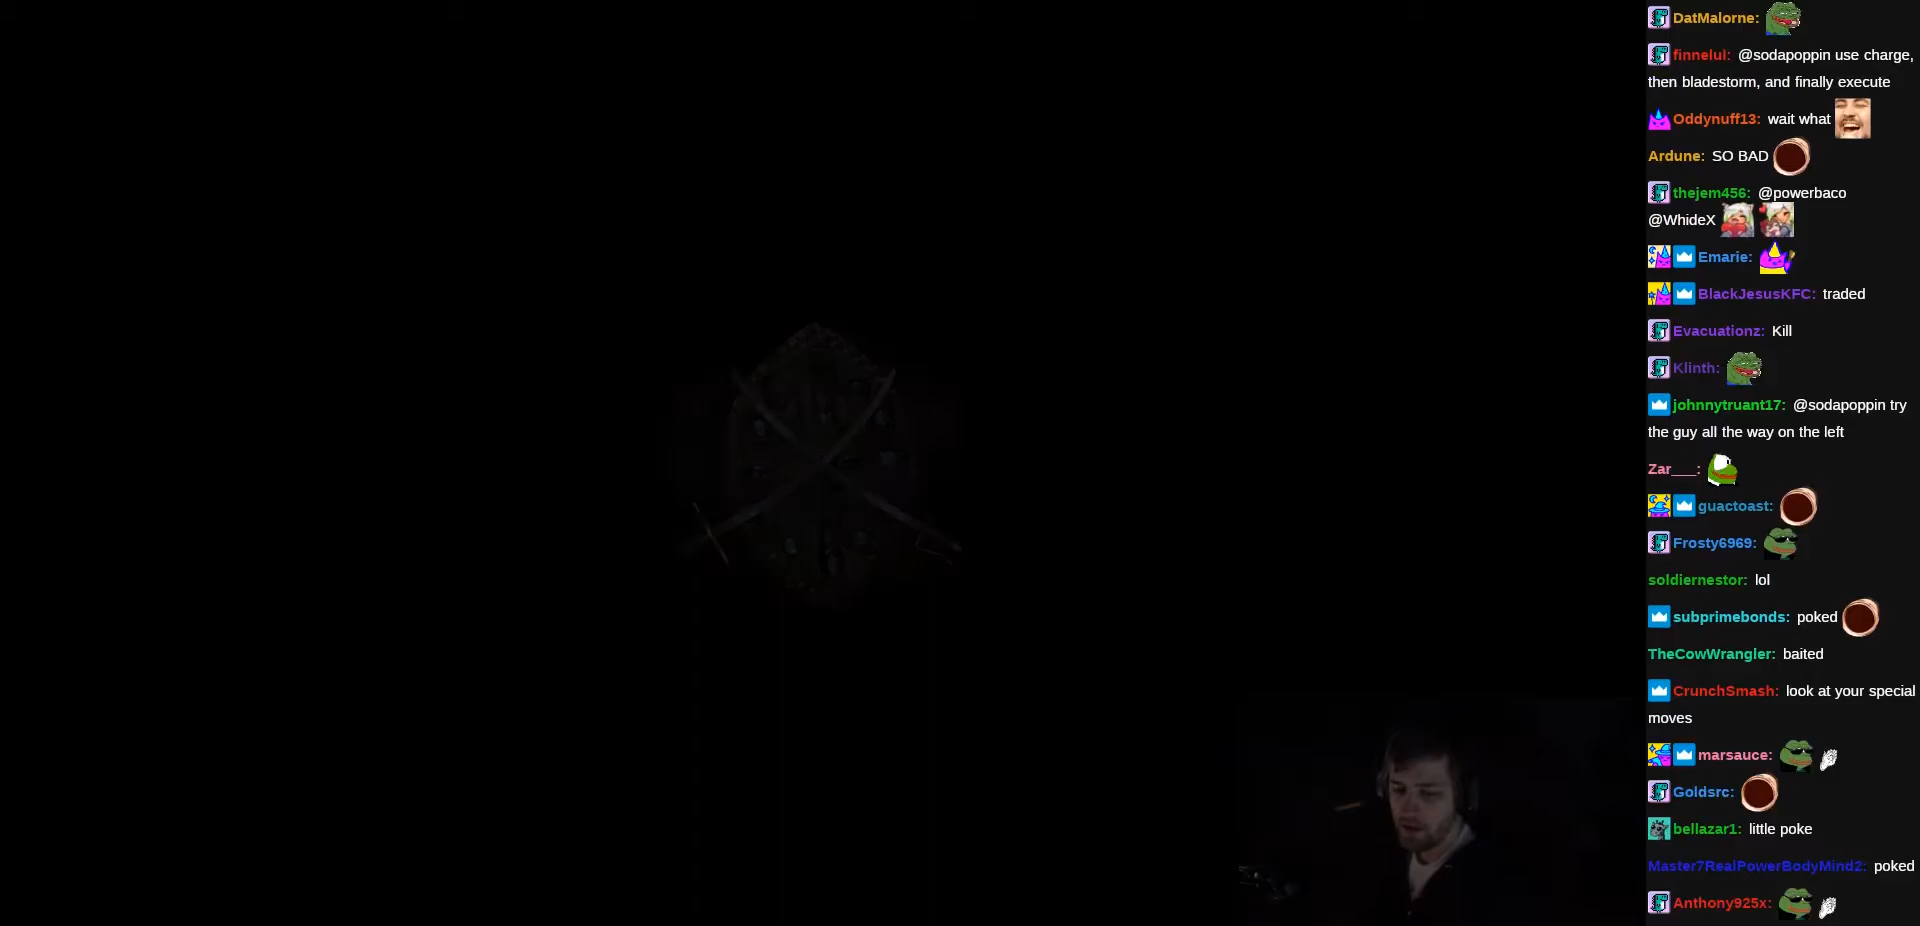 DatMalorne:
finnelul: @sodapoppin use charge,
then bladestorm, and finally execute
Oddynuff13: wait what
Ardune: SO BAD
thejem456: @powerbaco
@WhideX
Emarie:
BlackJesusKFC: traded
Evacuationz: Kill
Klinth:
johnnytruant17: @sodapoppin try
the guy all the way on the left
Zar___:
guactoast:
Frosty6969:
soldiernestor: lol
subprimebonds: poked
TheCowWrangler: baited
CrunchSmash: look at your special
moves
marsauce:
Goldsrc:
bellazar1: little poke
Master7RealPowerBodyMind2: poked
Anthony925x: